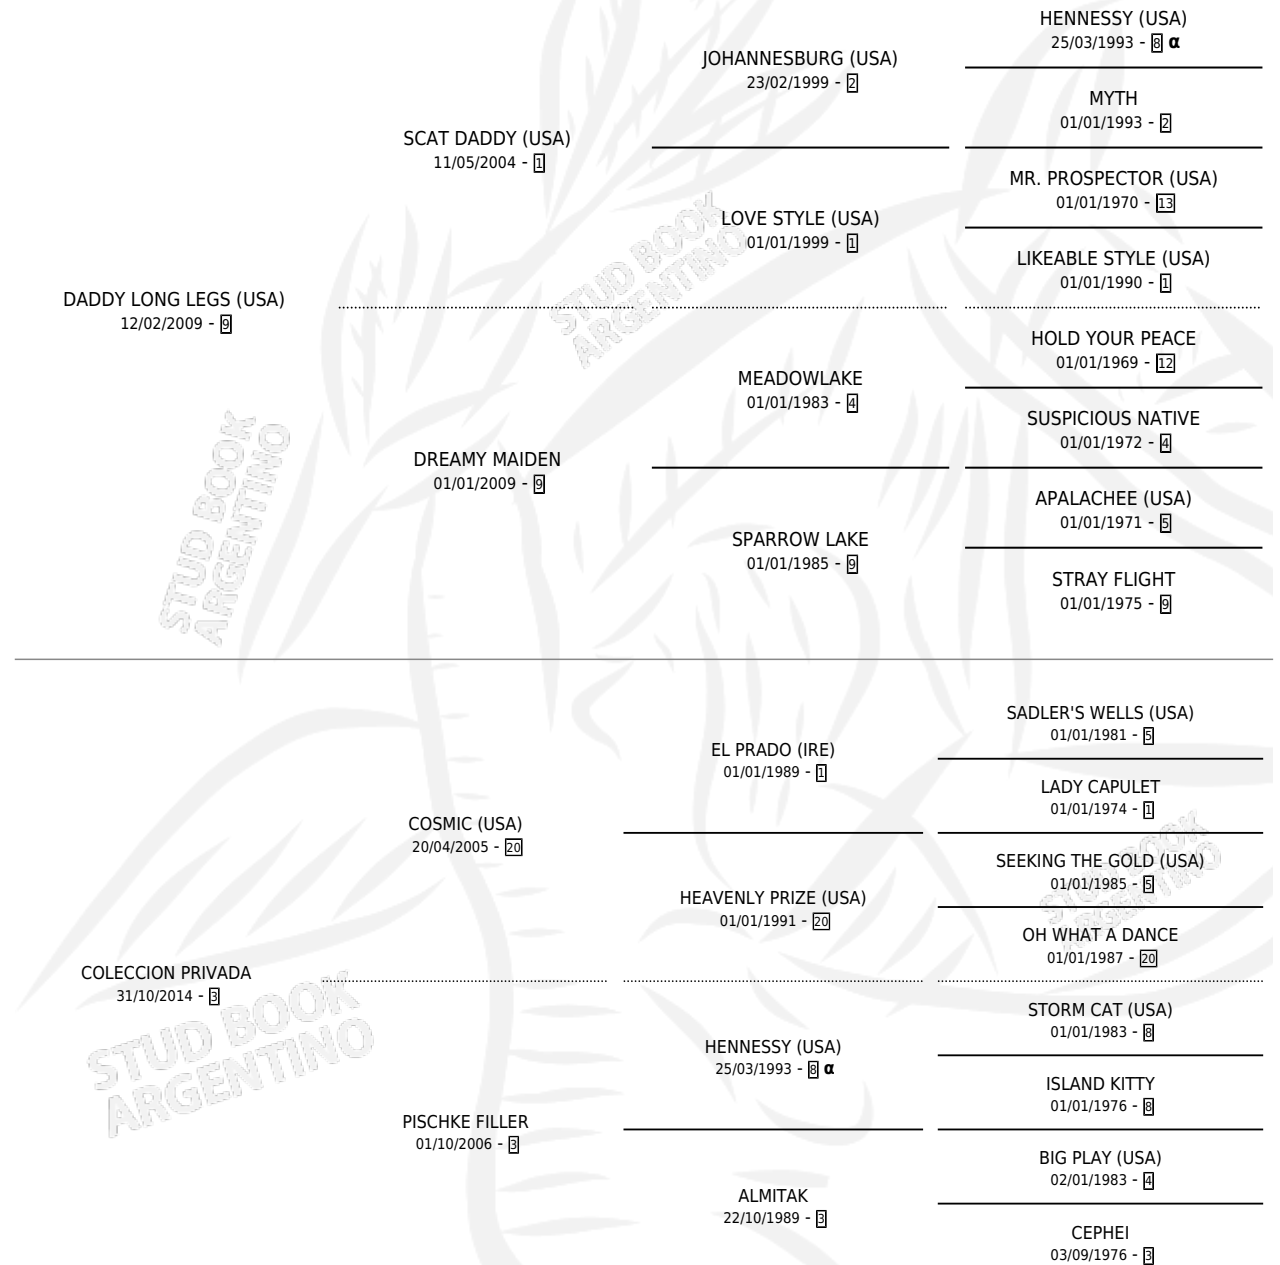 HENNESSY (USA)
25/03/1993 - 8 α
JOHANNESBURG (USA)
23/02/1999 - 2
MYTH
01/01/1993 - 2
SCAT DADDY (USA)
11/05/2004 - 1
MR. PROSPECTOR (USA)
01/01/1970 - 13
LOVE STYLE (USA)
01/01/1999 - 1
LIKEABLE STYLE (USA)
01/01/1990 - 1
DADDY LONG LEGS (USA)
12/02/2009 - 9
HOLD YOUR PEACE
01/01/1969 - 12
MEADOWLAKE
01/01/1983 - 4
SUSPICIOUS NATIVE
01/01/1972 - 4
DREAMY MAIDEN
01/01/2009 - 9
APALACHEE (USA)
01/01/1971 - 5
SPARROW LAKE
01/01/1985 - 9
STRAY FLIGHT
01/01/1975 - 9
STUD BOOK
ARGENTINO
STUD BOOK
ARGENTINO
SADLER'S WELLS (USA)
01/01/1981 - 5
EL PRADO (IRE)
01/01/1989 - 1
LADY CAPULET
01/01/1974 - 1
COSMIC (USA)
20/04/2005 - 20
SEEKING THE GOLD (USA)
01/01/1985 - 5
HEAVENLY PRIZE (USA)
01/01/1991 - 20
OH WHAT A DANCE
01/01/1987 - 20
COLECCION PRIVADA
31/10/2014 - 3
STORM CAT (USA)
01/01/1983 - 8
HENNESSY (USA)
25/03/1993 - 8 α
ISLAND KITTY
01/01/1976 - 8
PISCHKE FILLER
01/10/2006 - 3
BIG PLAY (USA)
02/01/1983 - 4
ALMITAK
22/10/1989 - 3
CEPHEI
03/09/1976 - 3
STUD BOOK
ARGENTINO
STUD BOOK
ARGENTINO